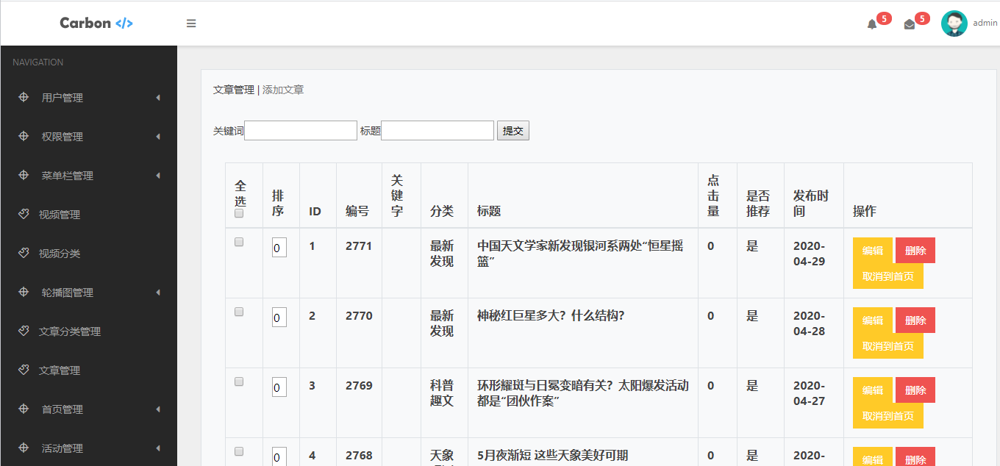 Carbon </>
5
5
admin
NAVIGATION
用户管理
权限管理
菜单栏管理
视频管理
视频分类
轮播图管理
文章分类管理
文章管理
首页管理
活动管理
文章管理 | 添加文章
关键词 标题 提交
全选 排序 ID 编号 关键字 分类 标题 点击量 是否推荐 发布时间 操作
0 1 2771 最新发现 中国天文学家新发现银河系两处“恒星摇篮” 0 是 2020-04-29 编辑 删除 取消到首页
0 2 2770 最新发现 神秘红巨星多大？什么结构？ 0 是 2020-04-28 编辑 删除 取消到首页
0 3 2769 科普趣文 环形耀斑与日冕变暗有关？太阳爆发活动都是“团伙作案” 0 是 2020-04-27 编辑 删除 取消到首页
0 4 2768 天象 5月夜渐短 这些天象美好可期 0 是 2020- 编辑 删除